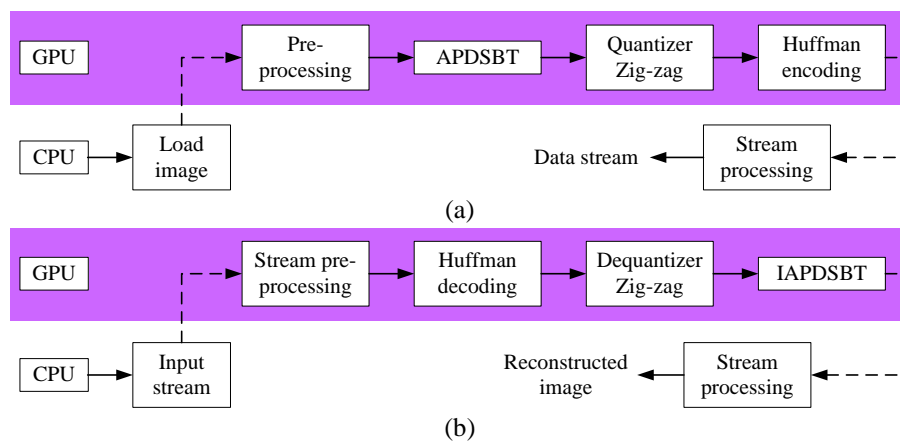 GPU
Pre-
processing
APDSBT
Quantizer
Zig-zag
Huffman
encoding
CPU
Load
image
Data stream
Stream
processing
(a)
GPU
Stream pre-
processing
Huffman
decoding
Dequantizer
Zig-zag
IAPDSBT
CPU
Input
stream
Reconstructed
image
Stream
processing
(b)